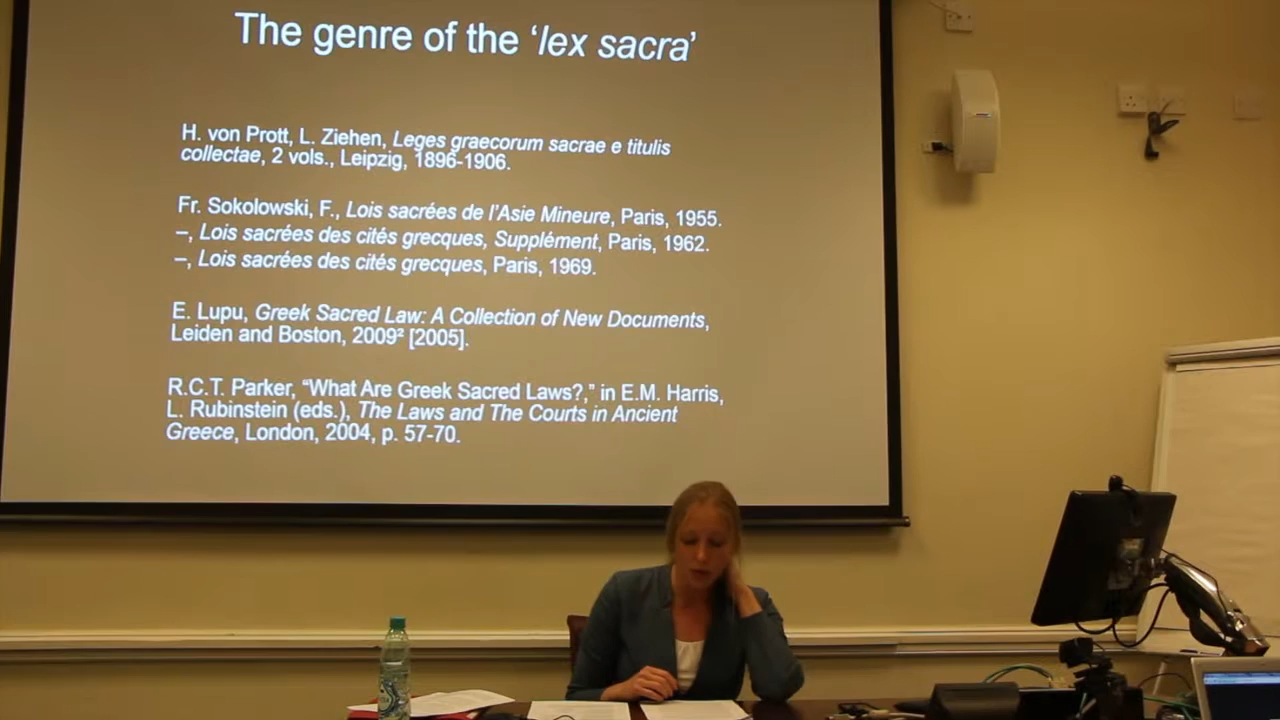 The genre of the ‘lex sacra’
H. von Prott, L. Ziehen, Leges graecorum sacrae e titulis
collectae, 2 vols., Leipzig, 1896-1906.
Fr. Sokolowski, F., Lois sacrées de l’Asie Mineure, Paris, 1955.
–, Lois sacrées des cités grecques, Supplément, Paris, 1962.
–, Lois sacrées des cités grecques, Paris, 1969.
E. Lupu, Greek Sacred Law: A Collection of New Documents,
Leiden and Boston, 2009² [2005].
R.C.T. Parker, “What Are Greek Sacred Laws?,” in E.M. Harris,
L. Rubinstein (eds.), The Laws and The Courts in Ancient
Greece, London, 2004, p. 57-70.